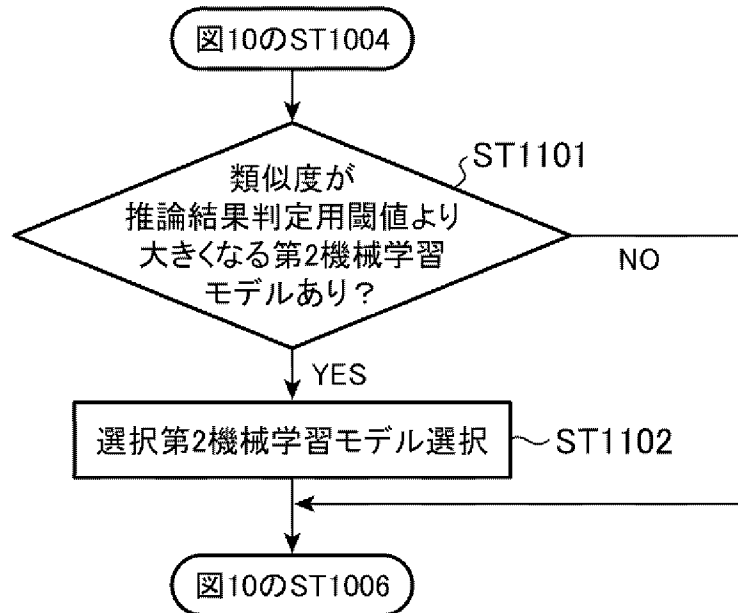 図10のST1004
ST1101
類似度が
推論結果判定用閾値より
大きくなる第2機械学習
モデルあり?
NO
YES
選択第2機械学習モデル選択
ST1102
図10のST1006